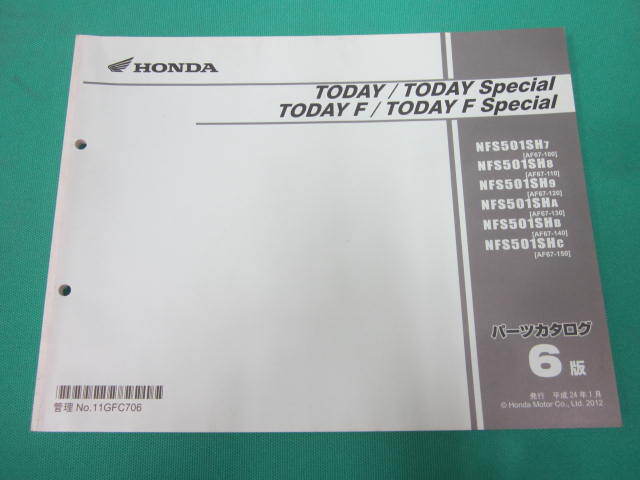 HONDA
TODAY / TODAY Special
TODAY F / TODAY F Special
NFS501SH7
[AF67-100]
NFS501SH8
[AF67-110]
NFS501SH9
[AF67-120]
NFS501SHA
[AF67-130]
NFS501SHB
[AF67-140]
NFS501SHC
[AF67-150]
パーツカタログ
6 版
発行 平成 24 年 1 月
© Honda Motor Co., Ltd. 2012
管理 No.11GFC706